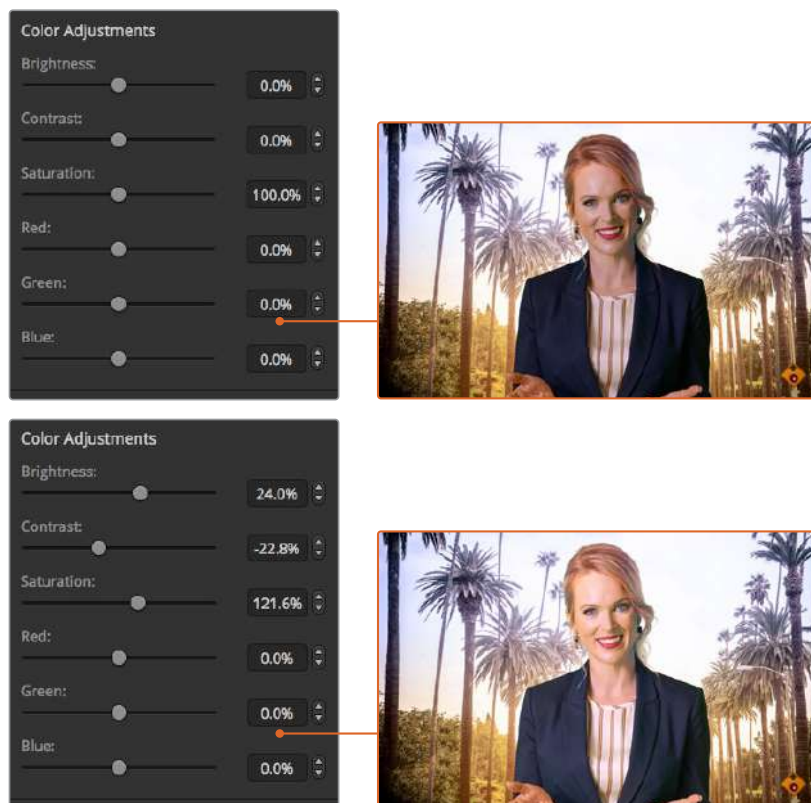 Color Adjustments
Brightness:
0.0%
Contrast:
0.0%
Saturation:
100.0%
Red:
0.0%
Green:
0.0%
Blue:
0.0%
Color Adjustments
Brightness:
24.0%
Contrast:
-22.8%
Saturation:
121.6%
Red:
0.0%
Green:
0.0%
Blue:
0.0%